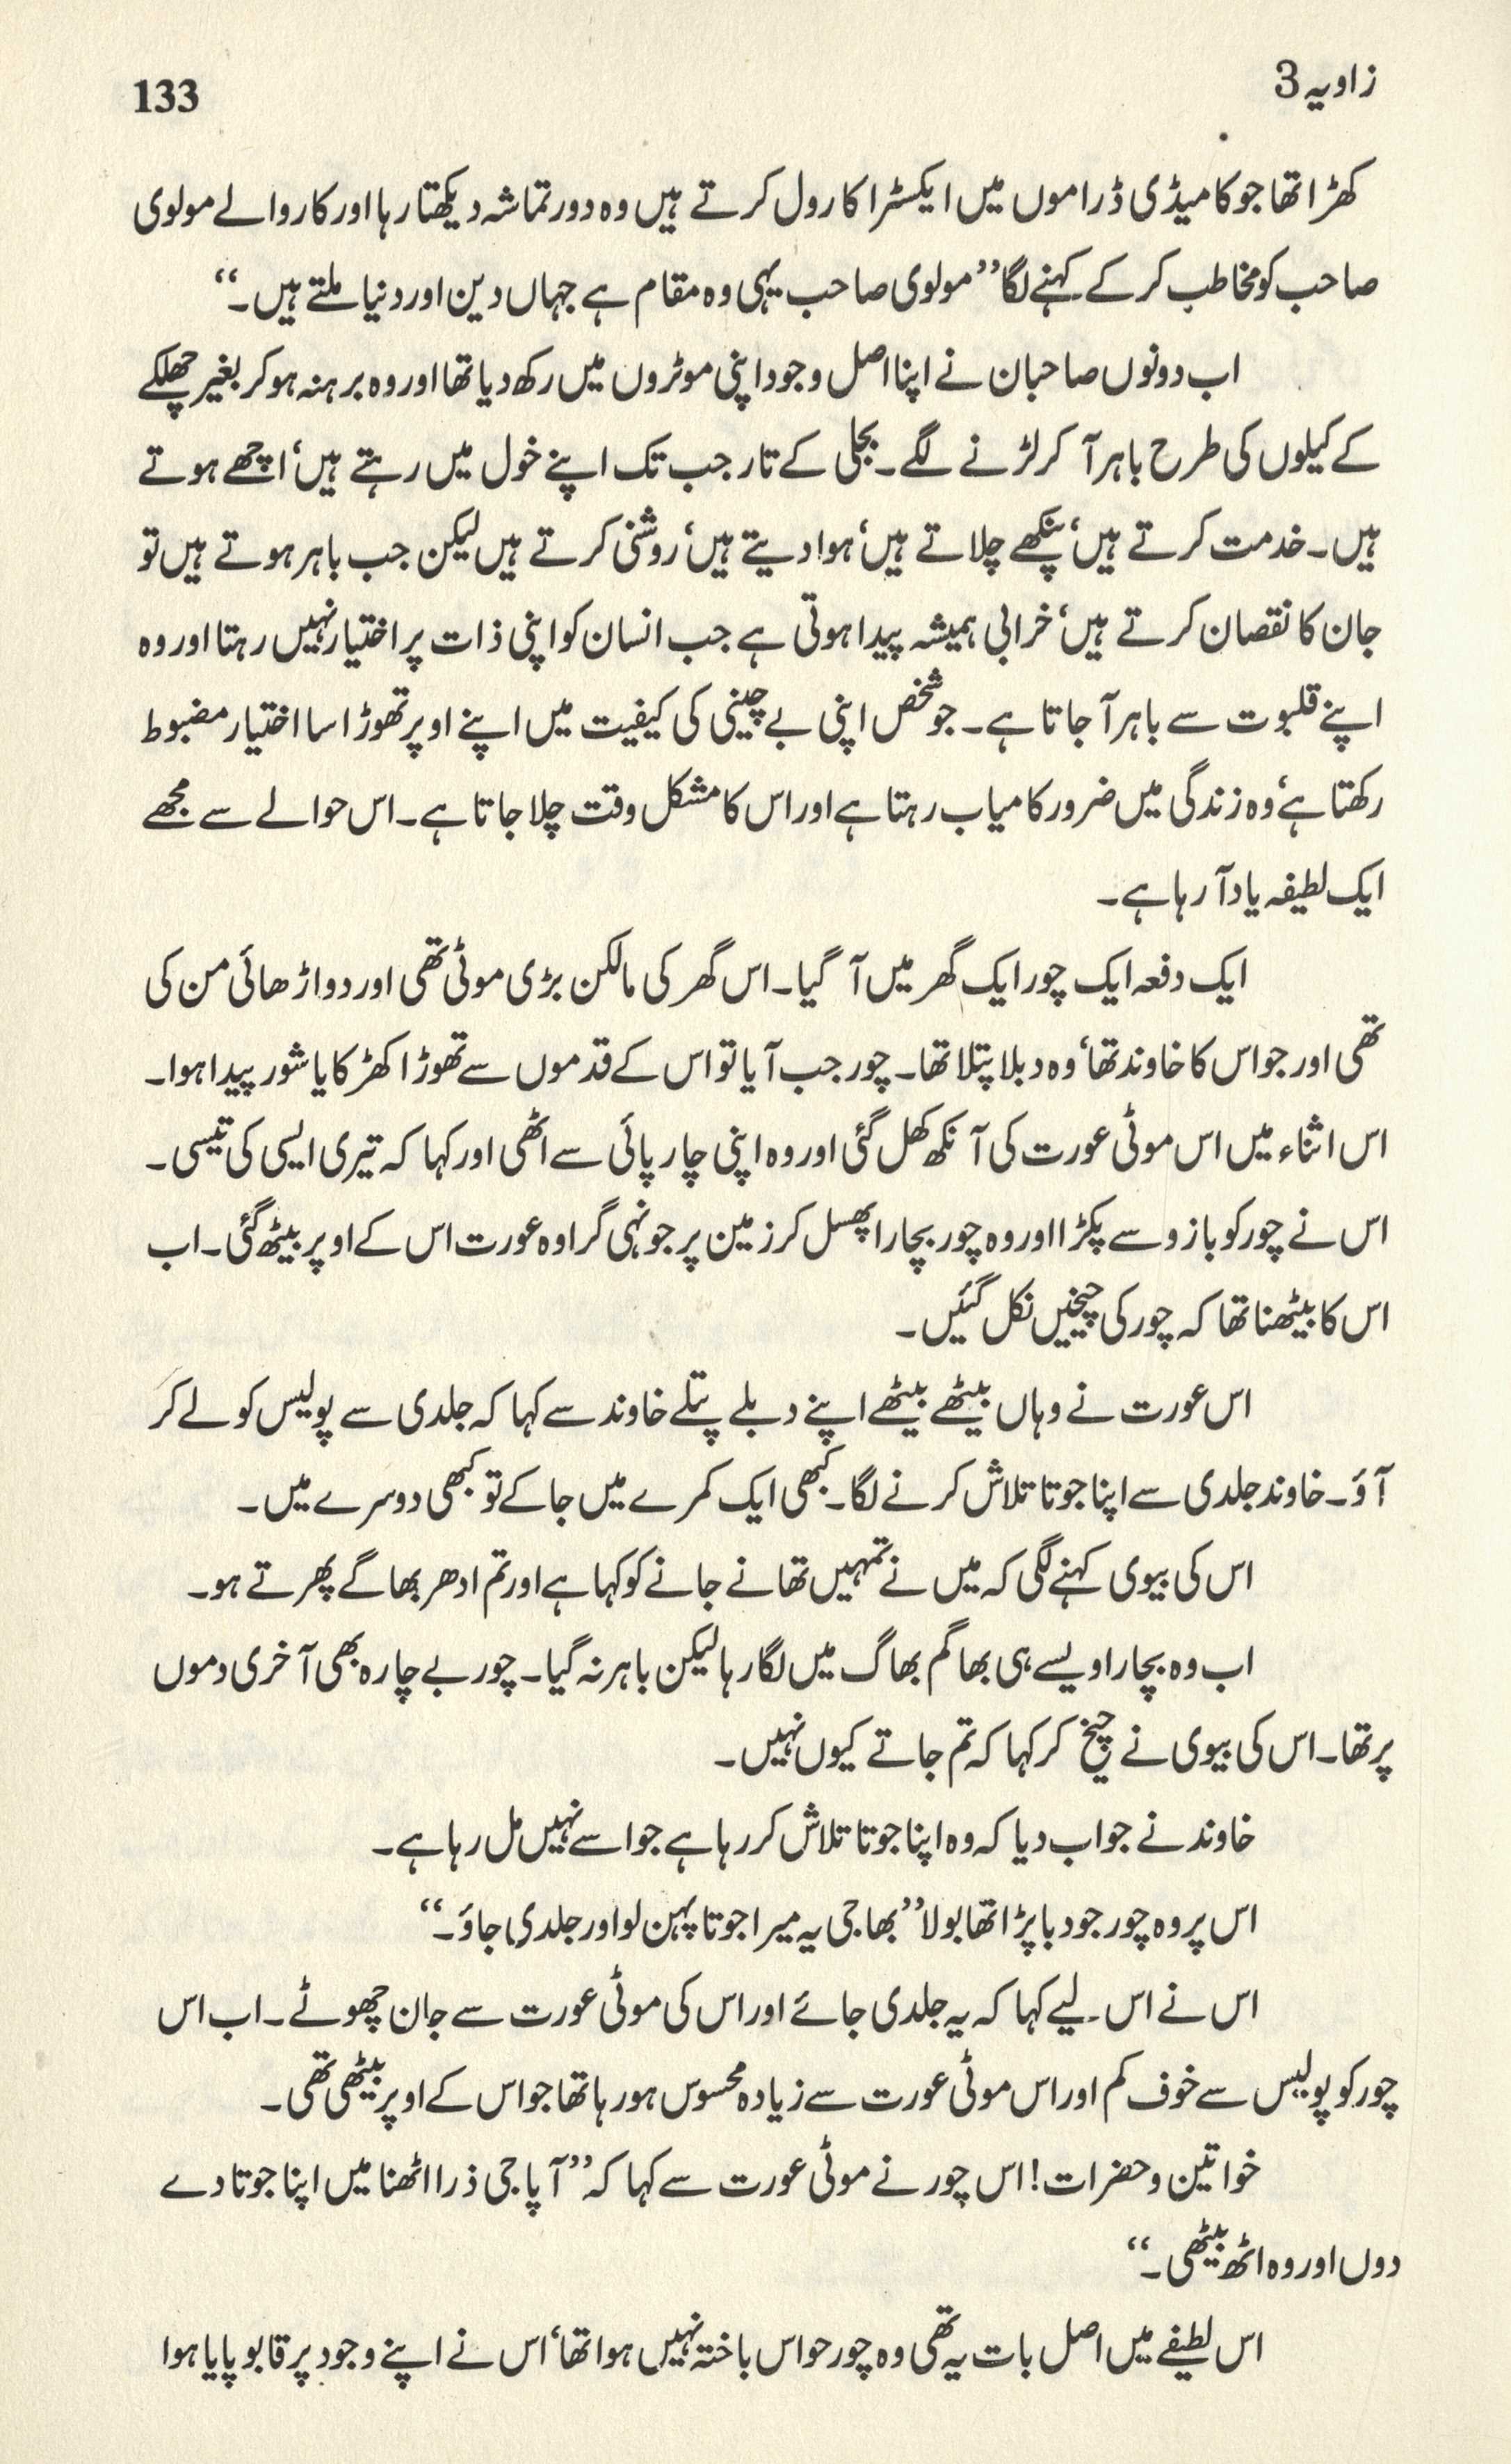 زاویہ 3
133
کھڑا تھا جو کامیڈی ڈراموں میں ایکسٹرا کا رول کرتے ہیں وہ دور تماشہ دیکھتا رہا اور کار والے مولوی
صاحب کو مخاطب کر کے کہنے لگا ’’مولوی صاحب یہی وہ مقام ہے جہاں دین اور دنیا ملتے ہیں۔‘‘
اب دونوں صاحبان نے اپنا اصل وجود اپنی موٹروں میں رکھ دیا تھا اور وہ برہنہ ہو کر بغیر چھلکے
کے کیلوں کی طرح باہر آ کر لڑنے لگے۔ بجلی کے تار جب تک اپنے خول میں رہتے ہیں‘ اچھے ہوتے
ہیں۔ خدمت کرتے ہیں‘ پنکھے چلاتے ہیں‘ ہوا دیتے ہیں‘ روشنی کرتے ہیں لیکن جب باہر ہوتے ہیں تو
جان کا نقصان کرتے ہیں‘ خرابی ہمیشہ پیدا ہوتی ہے جب انسان کو اپنی ذات پر اختیار نہیں رہتا اور وہ
اپنے قلبوت سے باہر آ جاتا ہے۔ جو شخص اپنی بے چینی کی کیفیت میں اپنے اوپر تھوڑا سا اختیار مضبوط
رکھتا ہے‘ وہ زندگی میں ضرور کامیاب رہتا ہے اور اس کا مشکل وقت چلا جاتا ہے۔ اس حوالے سے مجھے
ایک لطیفہ یاد آ رہا ہے۔
ایک دفعہ ایک چور ایک گھر میں آ گیا۔ اس گھر کی مالکن بڑی موٹی تھی اور دو اڑھائی من کی
تھی اور جو اس کا خاوند تھا‘ وہ دبلا پتلا تھا۔ چور جب آیا تو اس کے قدموں سے تھوڑا کھڑکا یا شور پیدا ہوا۔
اس اثناء میں اس موٹی عورت کی آنکھ کھل گئی اور وہ اپنی چارپائی سے اٹھی اور کہا کہ تیری ایسی کی تیسی۔
اس نے چور کو بازو سے پکڑا اور وہ چور بچارا پھسل کر زمین پر جونہی گرا وہ عورت اس کے اوپر بیٹھ گئی۔ اب
اس کا بیٹھنا تھا کہ چور کی چیخیں نکل گئیں۔
اس عورت نے وہاں بیٹھے بیٹھے اپنے دبلے پتلے خاوند سے کہا کہ جلدی سے پولیس کو لے کر
آؤ۔ خاوند جلدی سے اپنا جوتا تلاش کرنے لگا۔ کبھی ایک کمرے میں جا کے تو کبھی دوسرے میں۔
اس کی بیوی کہنے لگی کہ میں نے تمہیں تھانے جانے کو کہا ہے اور تم ادھر بھاگے پھرتے ہو۔
اب وہ بچارا ویسے ہی بھاگم بھاگ میں لگا رہا لیکن باہر نہ گیا۔ چور بے چارہ بھی آخری دموں
پر تھا۔ اس کی بیوی نے چیخ کر کہا کہ تم جاتے کیوں نہیں۔
خاوند نے جواب دیا کہ وہ اپنا جوتا تلاش کر رہا ہے جو اسے نہیں مل رہا ہے۔
اس پر وہ چور جو دبا پڑا تھا بولا ’’بھا جی یہ میرا جوتا پہن لو اور جلدی جاؤ۔‘‘
اس نے اس لیے کہا کہ یہ جلدی جائے اور اس کی موٹی عورت سے جان چھوٹے۔ اب اس
چور کو پولیس سے خوف کم اور اس موٹی عورت سے زیادہ محسوس ہو رہا تھا جو اس کے اوپر بیٹھی تھی۔
خواتین و حضرات! اس چور نے موٹی عورت سے کہا کہ ’’آپا جی ذرا اٹھنا میں اپنا جوتا دے
دوں اور وہ اٹھ بیٹھی۔‘‘
اس لطیفے میں اصل بات یہ تھی وہ چور حواس باختہ نہیں ہوا تھا‘ اس نے اپنے وجود پر قابو پایا ہوا